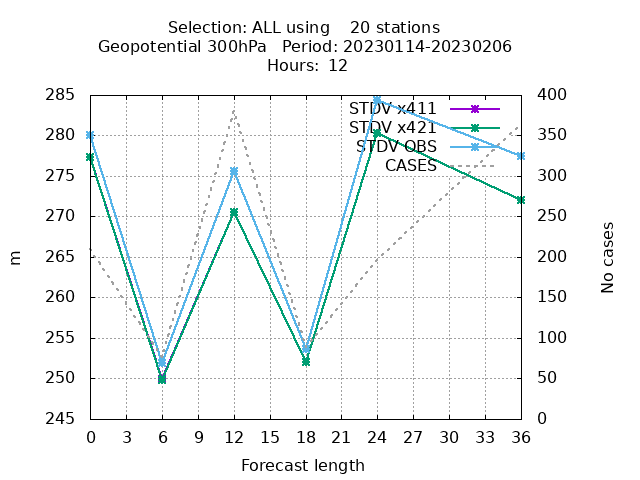 Selection: ALL using    20 stations
Geopotential 300hPa   Period: 20230114-20230206
Hours:  12
285
280
275
270
265
260
255
250
245
m
400
350
300
250
200
150
100
50
0
No cases
STDV x411
STDV x421
STDV OBS
CASES
0 3 6 9 12 15 18 21 24 27 30 33 36
Forecast length